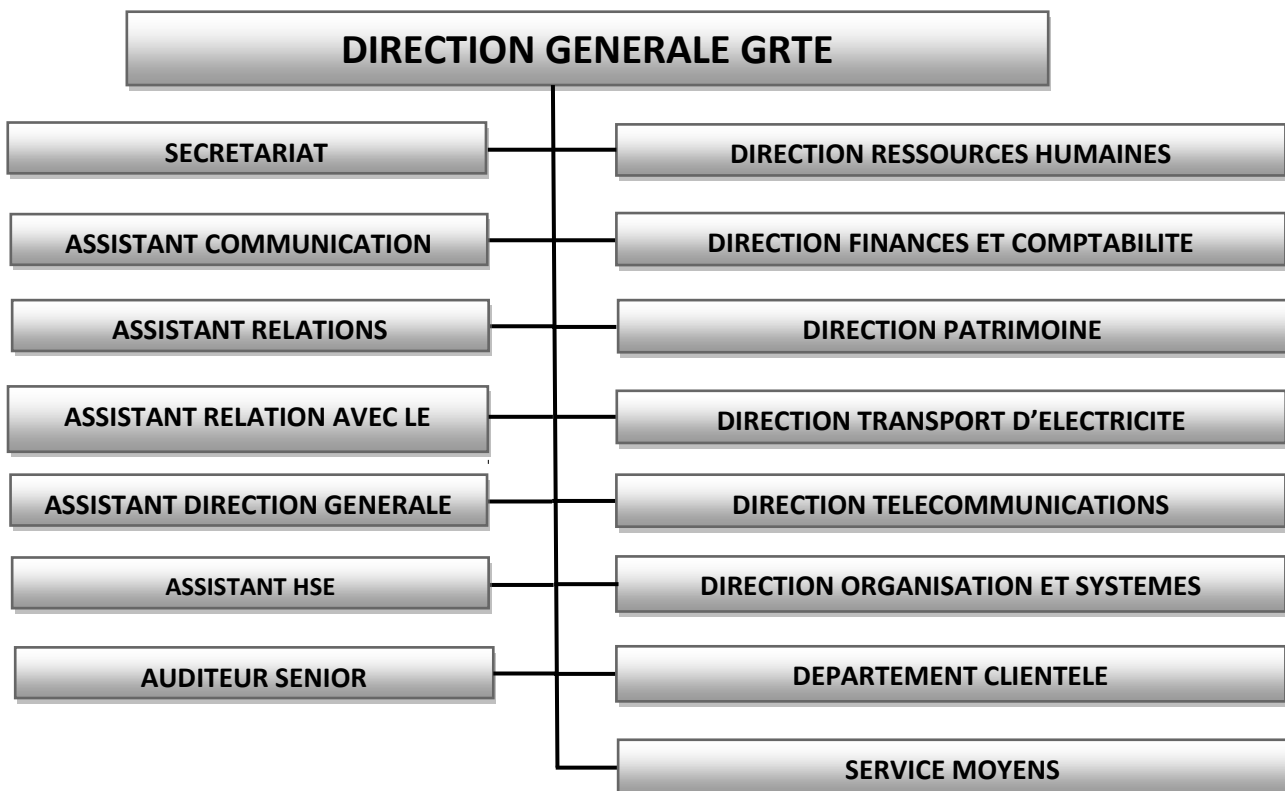 DIRECTION GENERALE GRTE
SECRETARIAT
DIRECTION RESSOURCES HUMAINES
ASSISTANT COMMUNICATION
DIRECTION FINANCES ET COMPTABILITE
ASSISTANT RELATIONS
DIRECTION PATRIMOINE
ASSISTANT RELATION AVEC LE
DIRECTION TRANSPORT D’ELECTRICITE
ASSISTANT DIRECTION GENERALE
DIRECTION TELECOMMUNICATIONS
ASSISTANT HSE
DIRECTION ORGANISATION ET SYSTEMES
AUDITEUR SENIOR
DEPARTEMENT CLIENTELE
SERVICE MOYENS